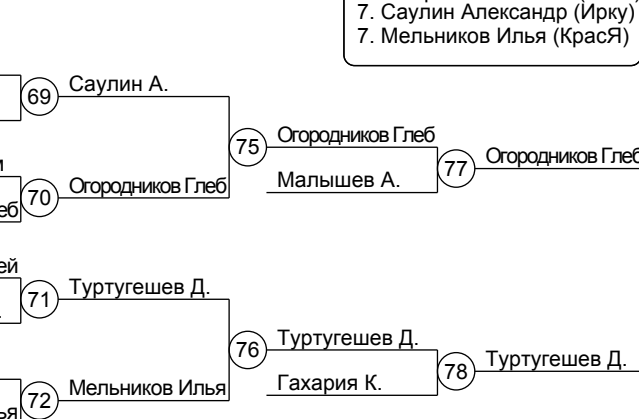 7. Саулин Александр (Ирку)
7. Мельников Илья (КрасЯ)
69
Саулин А.
75
Огородников Глеб
77
Огородников Глеб
Малышев А.
70
Огородников Глеб
71
Туртугешев Д.
76
Туртугешев Д.
78
Туртугешев Д.
Гахария К.
72
Мельников Илья